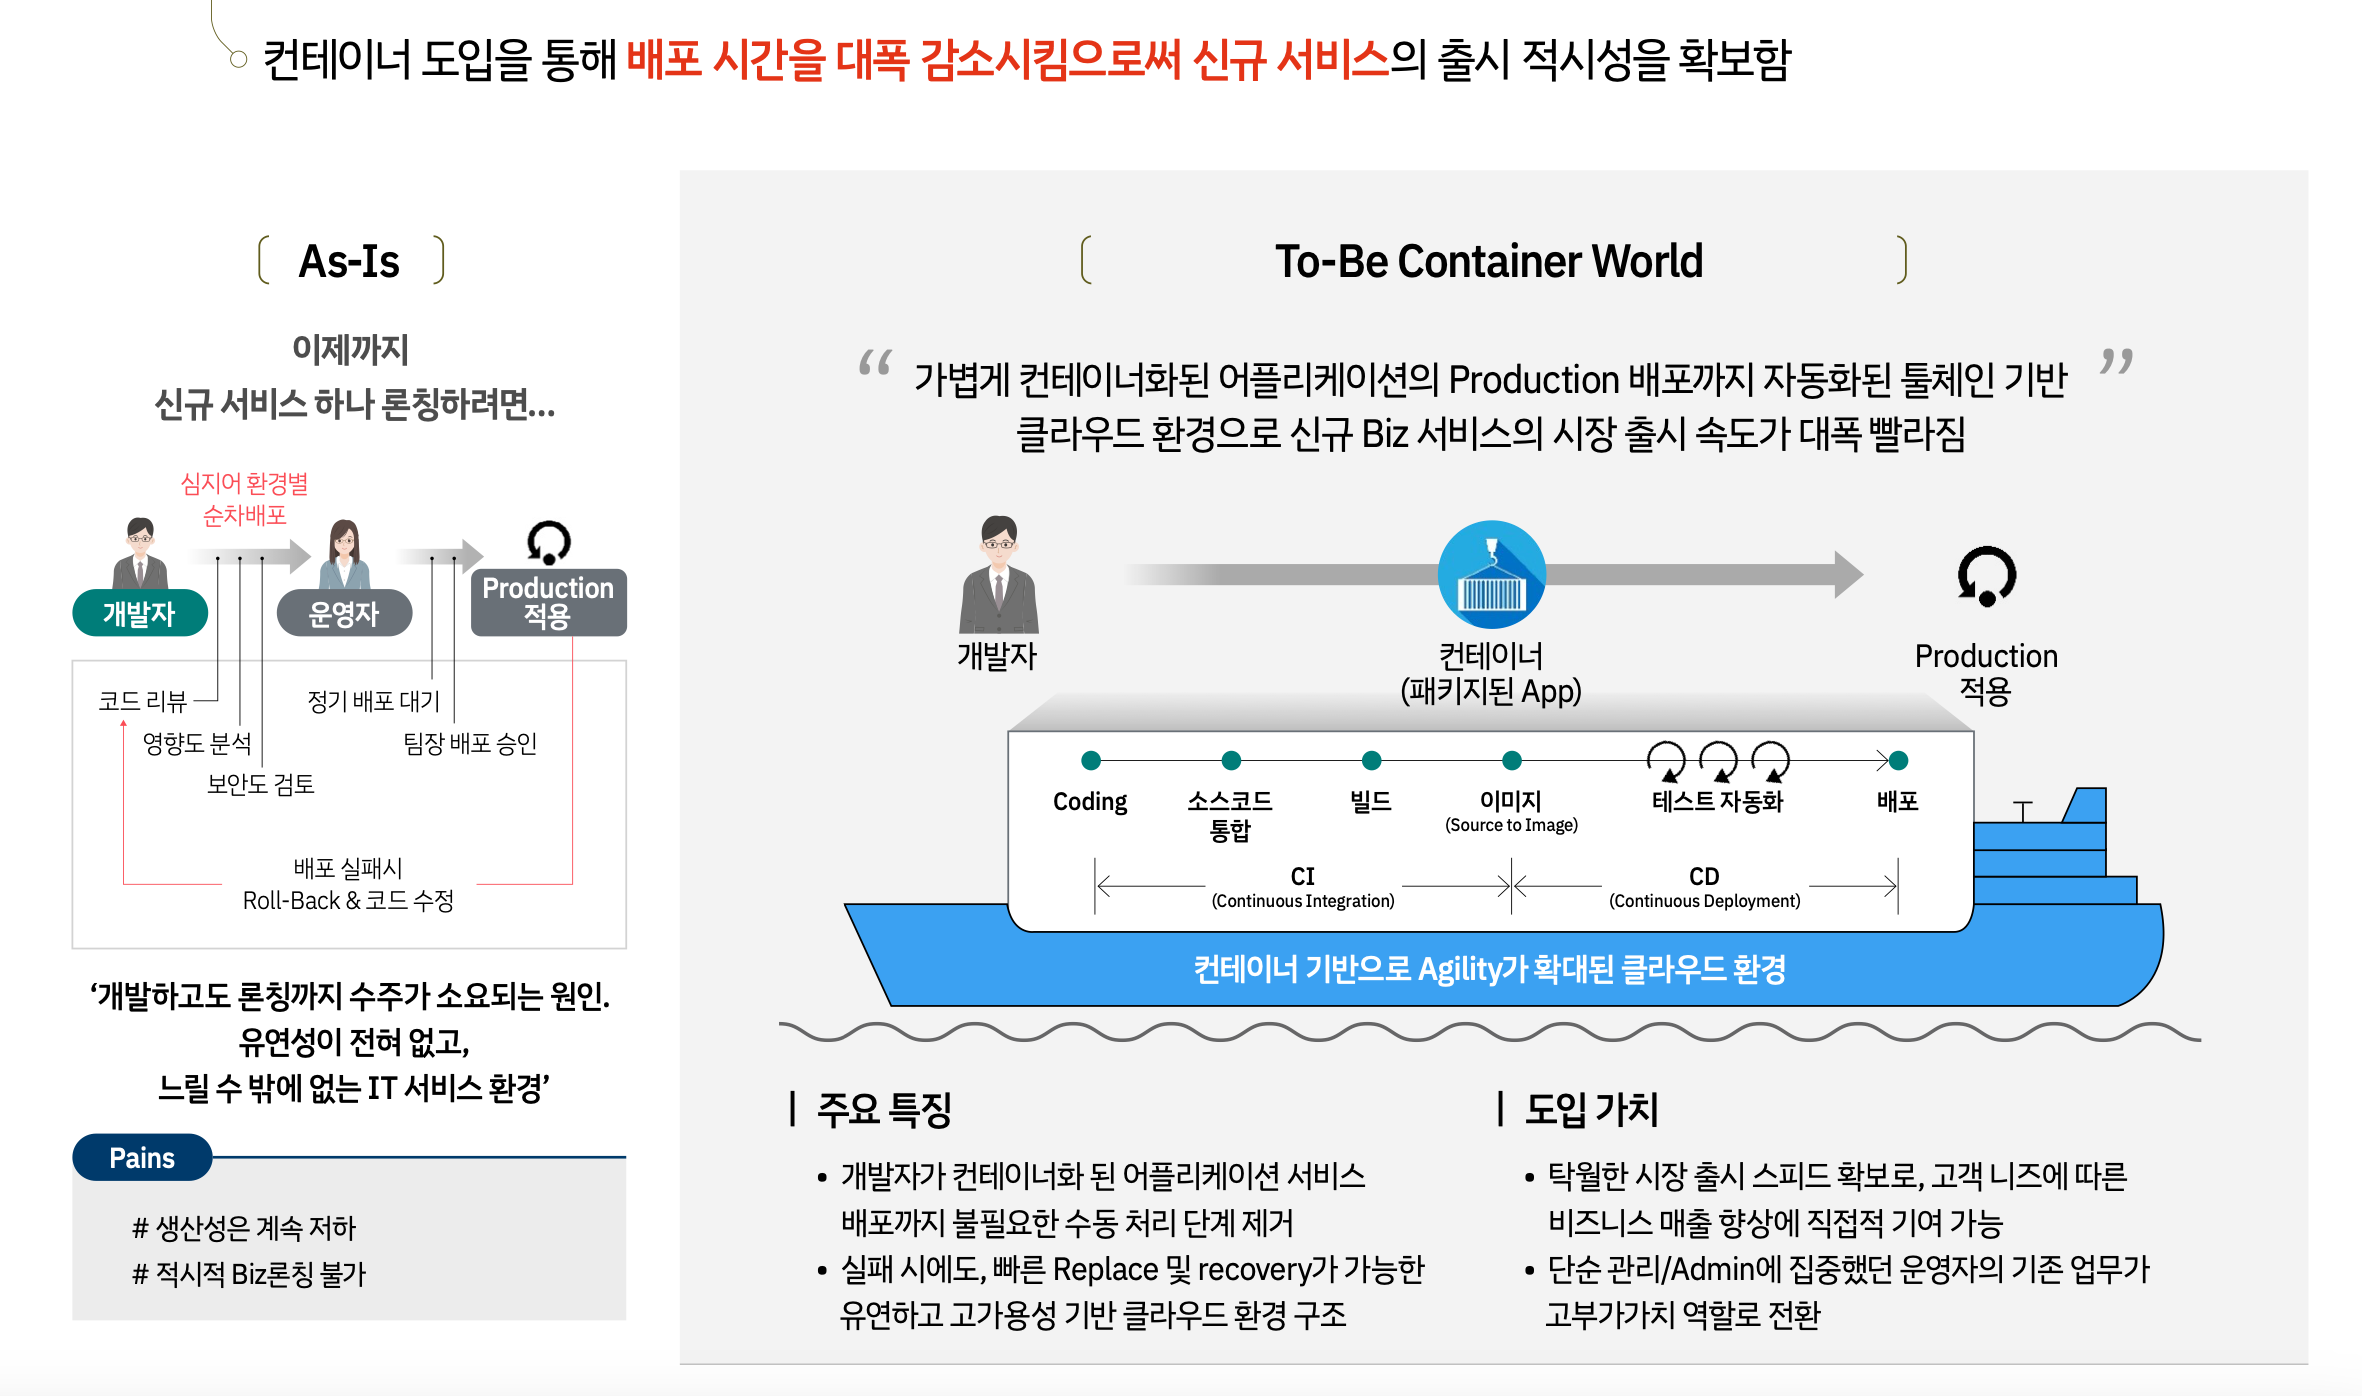 컨테이너 도입을 통해 배포 시간을 대폭 감소시킴으로써 신규 서비스의 출시 적시성을 확보함
As-Is
이제까지
신규 서비스 하나 론칭하려면...
심지어 환경별
순차배포
개발자
운영자
Production
적용
코드 리뷰
영향도 분석
보안도 검토
정기 배포 대기
팀장 배포 승인
배포 실패시
Roll-Back & 코드 수정
‘개발하고도 론칭까지 수주가 소요되는 원인.
유연성이 전혀 없고,
느릴 수 밖에 없는 IT 서비스 환경’
Pains
# 생산성은 계속 저하
# 적시적 Biz론칭 불가
To-Be Container World
“ 가볍게 컨테이너화된 어플리케이션의 Production 배포까지 자동화된 툴체인 기반 ”
클라우드 환경으로 신규 Biz 서비스의 시장 출시 속도가 대폭 빨라짐
개발자
컨테이너
(패키지된 App)
Production
적용
Coding
소스코드
통합
빌드
이미지
(Source to Image)
테스트 자동화
배포
CI
(Continuous Integration)
CD
(Continuous Deployment)
컨테이너 기반으로 Agility가 확대된 클라우드 환경
주요 특징
• 개발자가 컨테이너화 된 어플리케이션 서비스
배포까지 불필요한 수동 처리 단계 제거
• 실패 시에도, 빠른 Replace 및 recovery가 가능한
유연하고 고가용성 기반 클라우드 환경 구조
도입 가치
• 탁월한 시장 출시 스피드 확보로, 고객 니즈에 따른
비즈니스 매출 향상에 직접적 기여 가능
• 단순 관리/Admin에 집중했던 운영자의 기존 업무가
고부가가치 역할로 전환